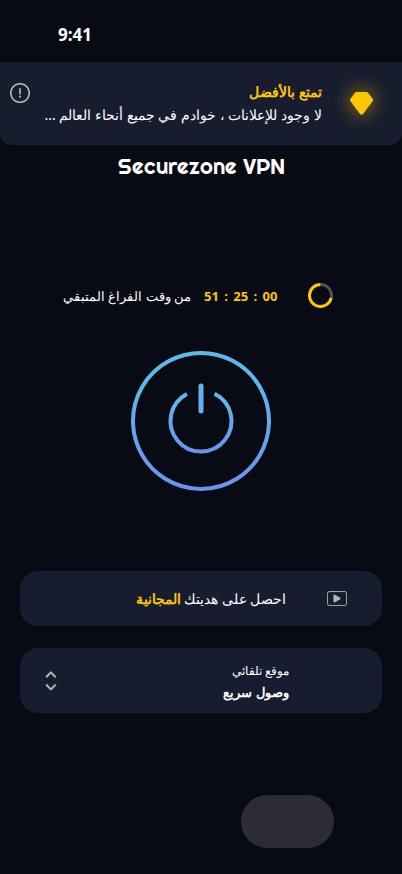 9:41
تمتع بالأفضل
لا وجود للإعلانات ، خوادم في جميع أنحاء العالم ...
Securezone VPN
51 : 25 : 00 من وقت الفراغ المتبقي
احصل على هديتك المجانية
موقع تلقائي
وصول سريع